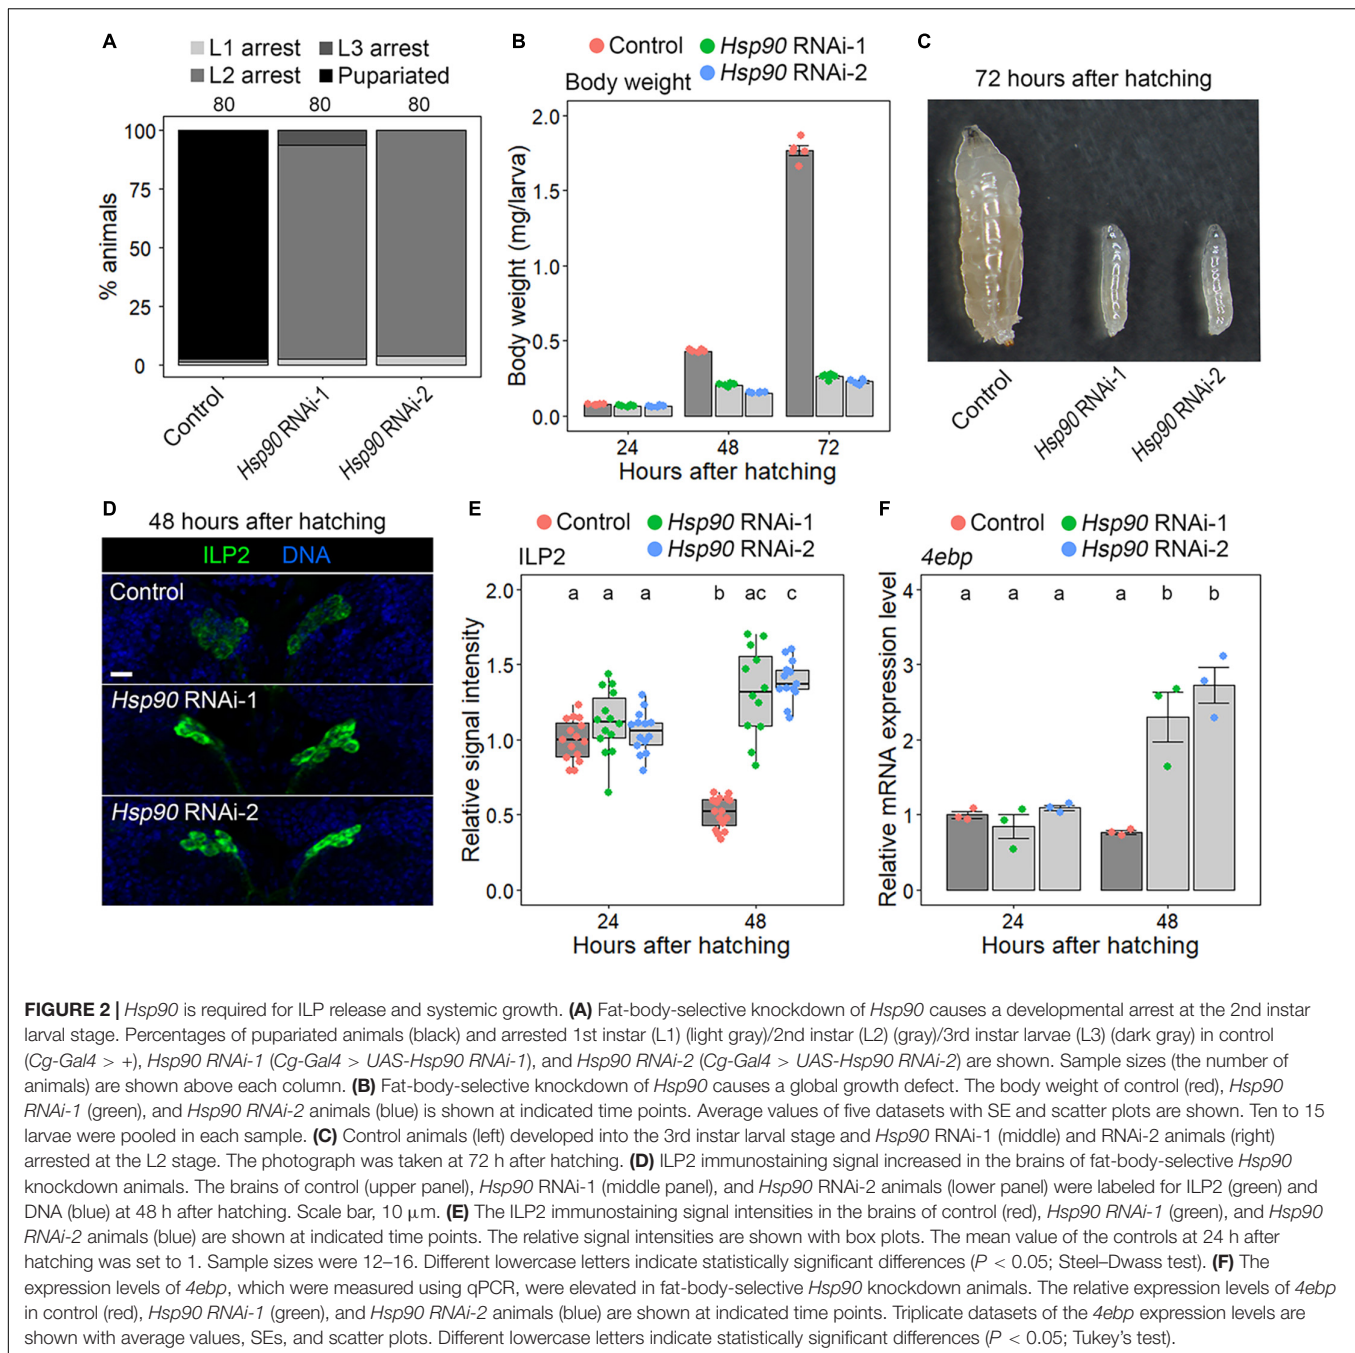 A
L1 arrest
L3 arrest
L2 arrest
Pupariated
80
80
80
% animals
100
75
50
25
0
Control
Hsp90 RNAi-1
Hsp90 RNAi-2
B
Control
Hsp90 RNAi-1
Hsp90 RNAi-2
Body weight
Body weight (mg/larva)
2.0
1.5
1.0
0.5
0.0
24
48
72
Hours after hatching
C
72 hours after hatching
Control
Hsp90 RNAi-1
Hsp90 RNAi-2
D
48 hours after hatching
ILP2
DNA
Control
Hsp90 RNAi-1
Hsp90 RNAi-2
E
Control
Hsp90 RNAi-1
Hsp90 RNAi-2
ILP2
Relative signal intensity
2.0
1.5
1.0
0.5
0.0
a a a b ac c
24
48
Hours after hatching
F
Control
Hsp90 RNAi-1
Hsp90 RNAi-2
4ebp
Relative mRNA expression level
4
3
2
1
0
a a a a b b
24
48
Hours after hatching
FIGURE 2 | Hsp90 is required for ILP release and systemic growth. (A) Fat-body-selective knockdown of Hsp90 causes a developmental arrest at the 2nd instar
larval stage. Percentages of pupariated animals (black) and arrested 1st instar (L1) (light gray)/2nd instar (L2) (gray)/3rd instar larvae (L3) (dark gray) in control
(Cg-Gal4 > +), Hsp90 RNAi-1 (Cg-Gal4 > UAS-Hsp90 RNAi-1), and Hsp90 RNAi-2 (Cg-Gal4 > UAS-Hsp90 RNAi-2) are shown. Sample sizes (the number of
animals) are shown above each column. (B) Fat-body-selective knockdown of Hsp90 causes a global growth defect. The body weight of control (red), Hsp90
RNAi-1 (green), and Hsp90 RNAi-2 animals (blue) is shown at indicated time points. Average values of five datasets with SE and scatter plots are shown. Ten to 15
larvae were pooled in each sample. (C) Control animals (left) developed into the 3rd instar larval stage and Hsp90 RNAi-1 (middle) and RNAi-2 animals (right)
arrested at the L2 stage. The photograph was taken at 72 h after hatching. (D) ILP2 immunostaining signal increased in the brains of fat-body-selective Hsp90
knockdown animals. The brains of control (upper panel), Hsp90 RNAi-1 (middle panel), and Hsp90 RNAi-2 animals (lower panel) were labeled for ILP2 (green) and
DNA (blue) at 48 h after hatching. Scale bar, 10 μm. (E) The ILP2 immunostaining signal intensities in the brains of control (red), Hsp90 RNAi-1 (green), and Hsp90
RNAi-2 animals (blue) are shown at indicated time points. The relative signal intensities are shown with box plots. The mean value of the controls at 24 h after
hatching was set to 1. Sample sizes were 12–16. Different lowercase letters indicate statistically significant differences (P < 0.05; Steel–Dwass test). (F) The
expression levels of 4ebp, which were measured using qPCR, were elevated in fat-body-selective Hsp90 knockdown animals. The relative expression levels of 4ebp
in control (red), Hsp90 RNAi-1 (green), and Hsp90 RNAi-2 animals (blue) are shown at indicated time points. Triplicate datasets of the 4ebp expression levels are
shown with average values, SEs, and scatter plots. Different lowercase letters indicate statistically significant differences (P < 0.05; Tukey's test).